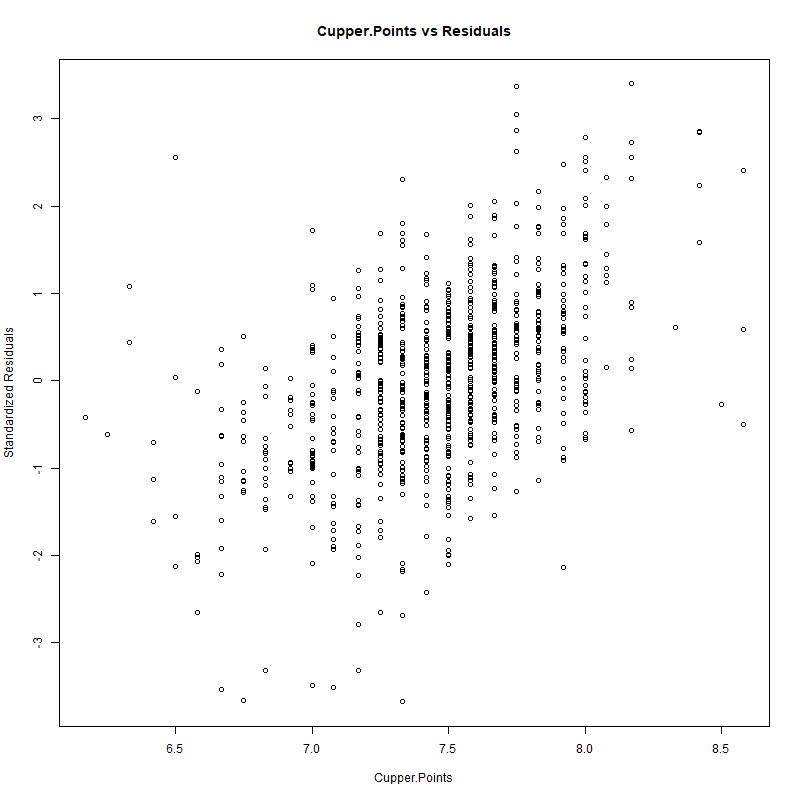 Cupper.Points vs Residuals
Standardized Residuals
3
2
1
0
-1
-2
-3
6.5 7.0 7.5 8.0 8.5
Cupper.Points